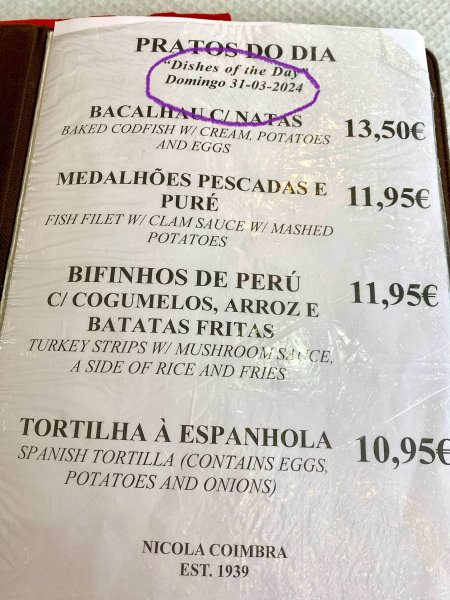 PRATOS DO DIA
"Dishes of the Day"
Domingo 31-03-2024
BACALHAU C/ NATAS 13,50€
BAKED CODFISH W/ CREAM, POTATOES
AND EGGS
MEDALHÕES PESCADAS E 11,95€
PURÉ
FISH FILET W/ CLAM SAUCE W/ MASHED
POTATOES
BIFINHOS DE PERÚ 11,95€
C/ COGUMELOS, ARROZ E
BATATAS FRITAS
TURKEY STRIPS W/ MUSHROOM SAUCE,
A SIDE OF RICE AND FRIES
TORTILHA À ESPANHOLA 10,95€
SPANISH TORTILLA (CONTAINS EGGS,
POTATOES AND ONIONS)
NICOLA COIMBRA
EST. 1939